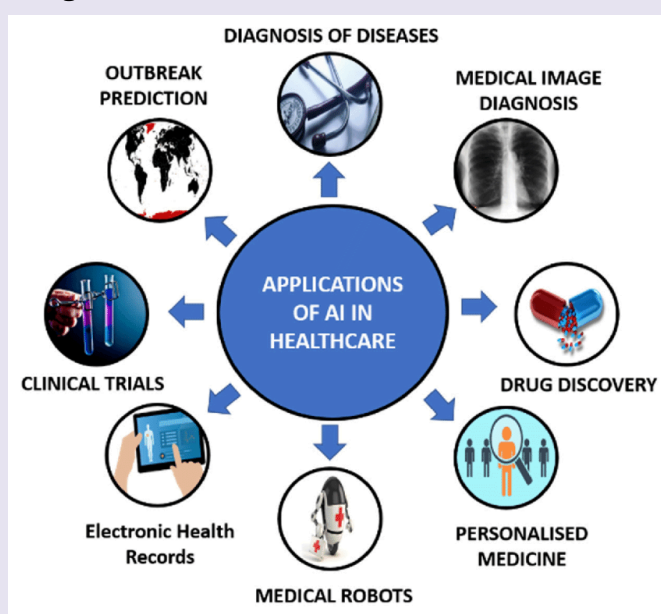 DIAGNOSIS OF DISEASES
OUTBREAK
PREDICTION
MEDICAL IMAGE
DIAGNOSIS
APPLICATIONS
OF AI IN
HEALTHCARE
CLINICAL TRIALS
DRUG DISCOVERY
Electronic Health
Records
PERSONALISED
MEDICINE
MEDICAL ROBOTS